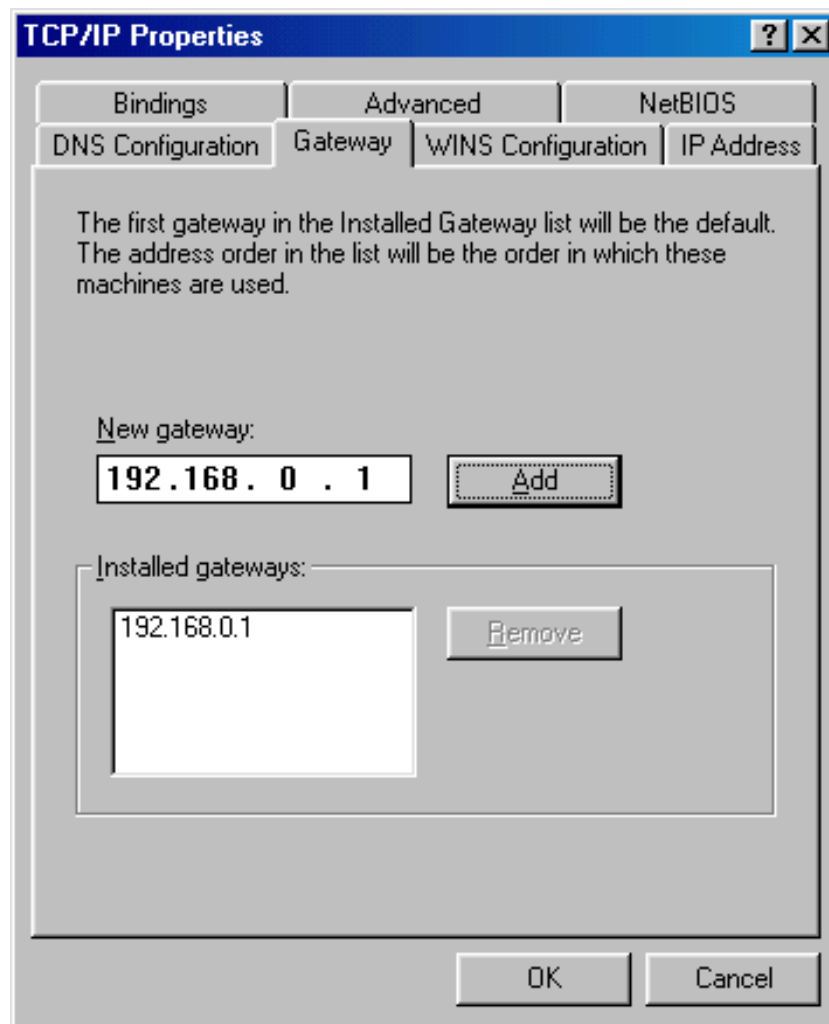 TCP/IP Properties
Bindings
Advanced
NetBIOS
DNS Configuration
Gateway
WINS Configuration
IP Address
The first gateway in the Installed Gateway list will be the default.
The address order in the list will be the order in which these
machines are used.
New gateway:
192.168. 0 . 1
Add
Installed gateways:
192.168.0.1
Remove
OK
Cancel